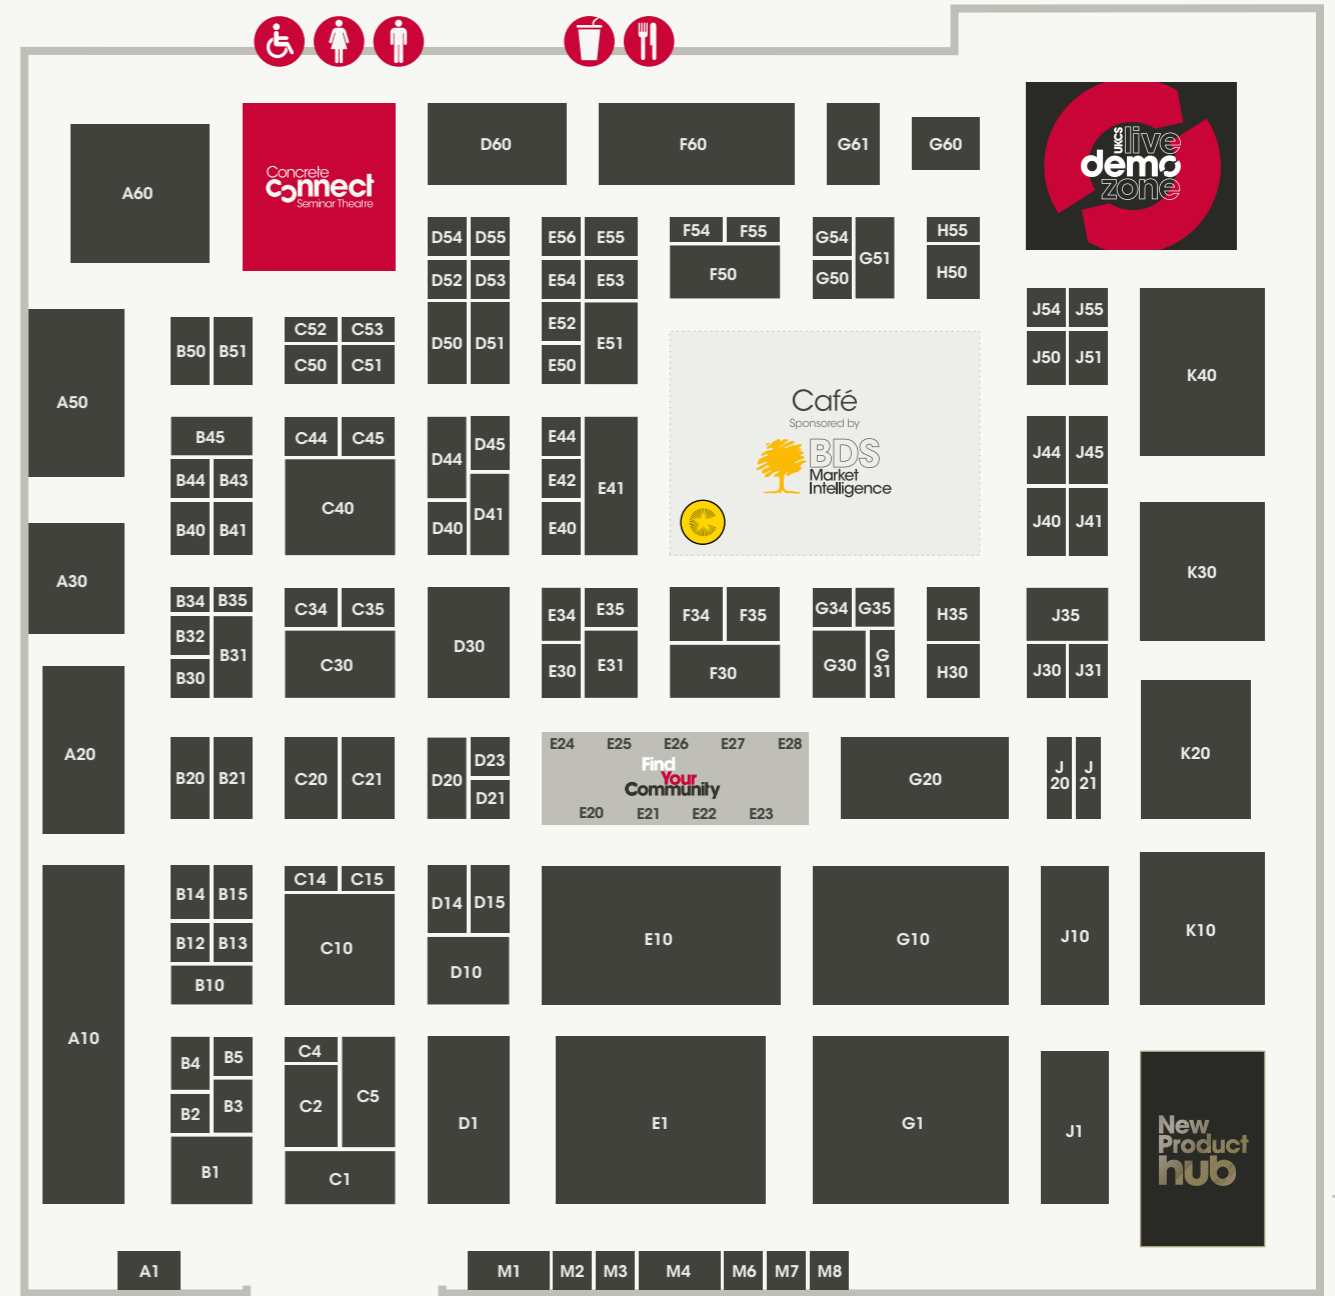 D60
F60
G61
G60
UKCS
live
demo
zone
A60
Concrete
connect
Seminar Theatre
D54 D55
E56 E55
F54 F55
G54
G51
H55
D52 D53
E54 E53
F50
G50
H50
J54 J55
A50
B50 B51
C52 C53
C50 C51
D50 D51
E52
E51
E50
J50 J51
K40
Café
Sponsored by
BDS
Market
Intelligence
C
B45
C44 C45
D44
D45
E44
E41
J44 J45
B44 B43
C40
E42
B40 B41
D40
D41
E40
J40 J41
A30
K30
B34 B35
C34 C35
D30
E34
E35
F34 F35
G34 G35
H35
J35
B32
B31
B30
C30
E30
E31
F30
G30
G
31
H30
J30 J31
A20
B20 B21
C20 C21
D20
D23
D21
E24 E25 E26 E27 E28
Find
Your
Community
E20 E21 E22 E23
G20
J
20
J
21
K20
B14 B15
C14 C15
D14 D15
E10
G10
J10
K10
B12 B13
C10
D10
B10
A10
B4
B5
C4
C5
D1
E1
G1
J1
B2
B3
C2
B1
C1
New
Product
hub
A1
M1 M2 M3 M4 M6 M7 M8